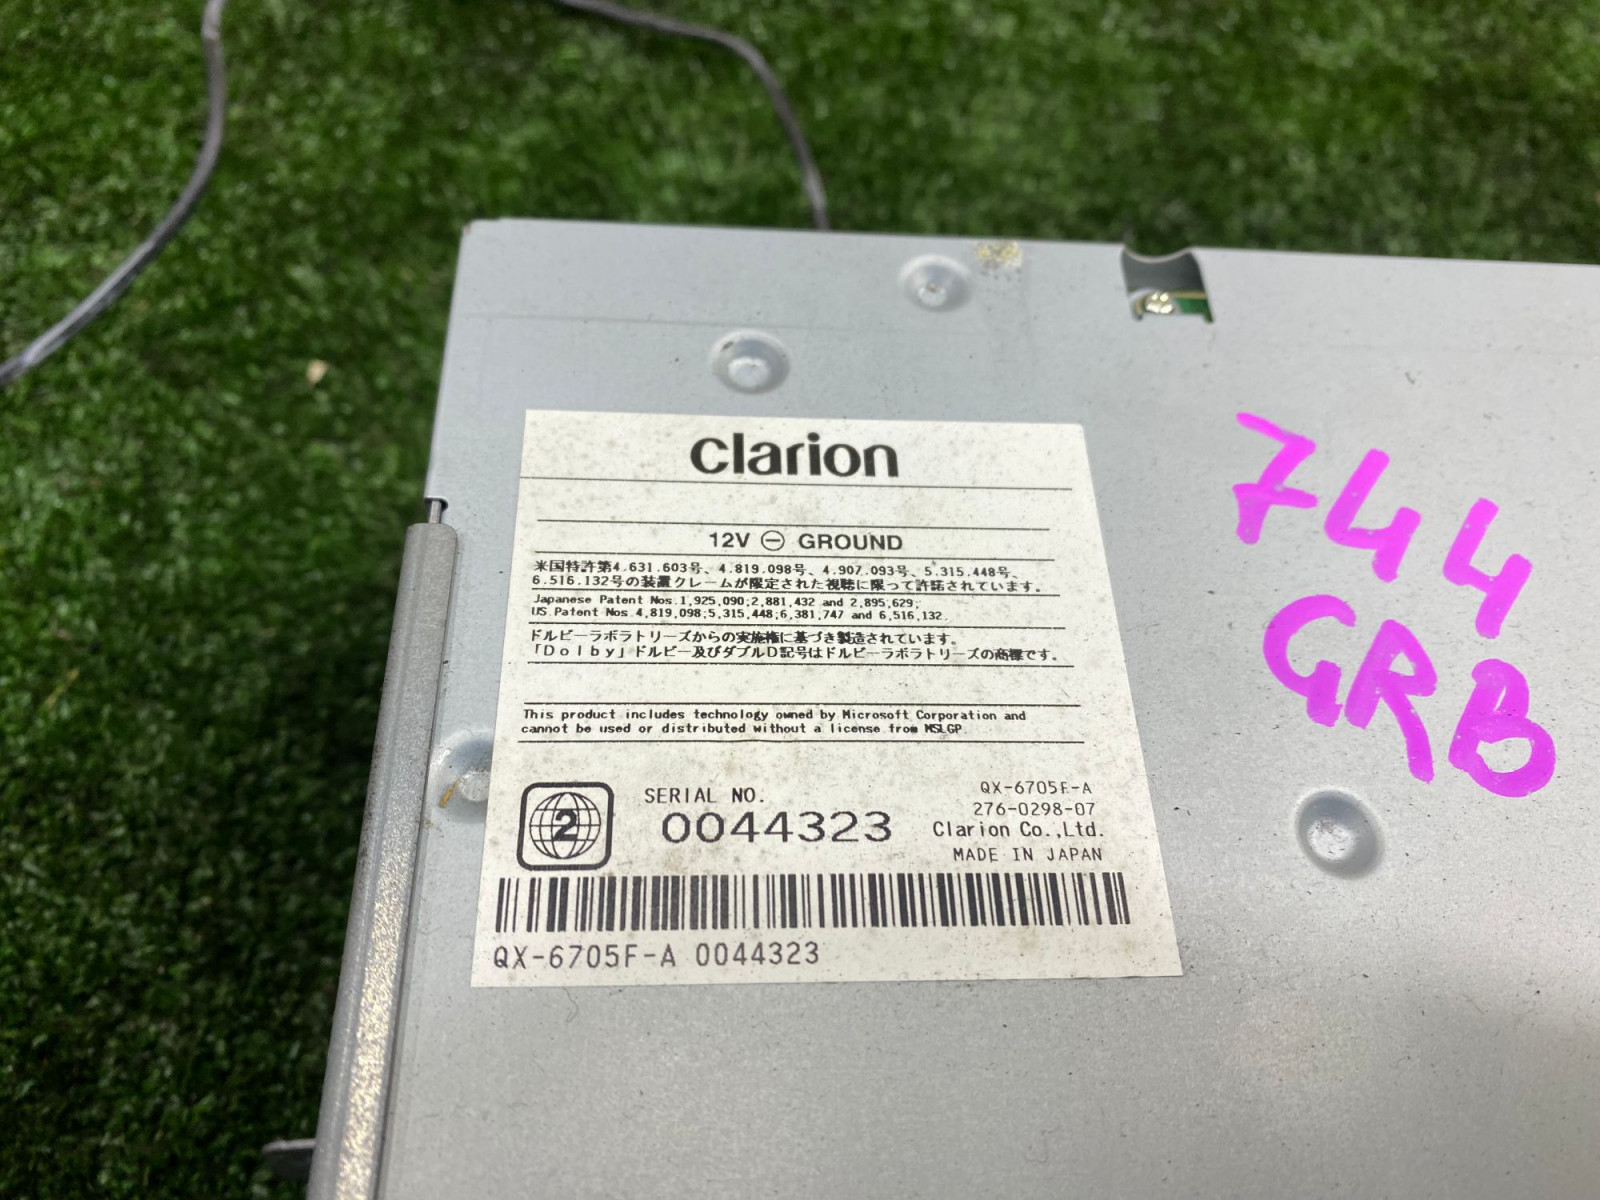 clarion
12V ⊖ GROUND
米国特許第4.631.603号、4.819.098号、4.907.093号、5.315.448号、
6.516.132号の装置クレームが限定された視聴に限って許諾されています。
Japanese Patent Nos.1,925,090;2,881,432 and 2,895,629;
US Patent Nos.4,819,098;5,315,448;6,381,747 and 6,516,132.
ドルビーラボラトリーズからの実施権に基づき製造されています。
「Dolby」ドルビー及びダブルD記号はドルビーラボラトリーズの商標です。
This product includes technology owned by Microsoft Corporation and
cannot be used or distributed without a license from MSLGP.
2
SERIAL NO.
0044323
QX-6705F-A
276-0298-07
Clarion Co.,Ltd.
MADE IN JAPAN
QX-6705F-A 0044323
744
GRB